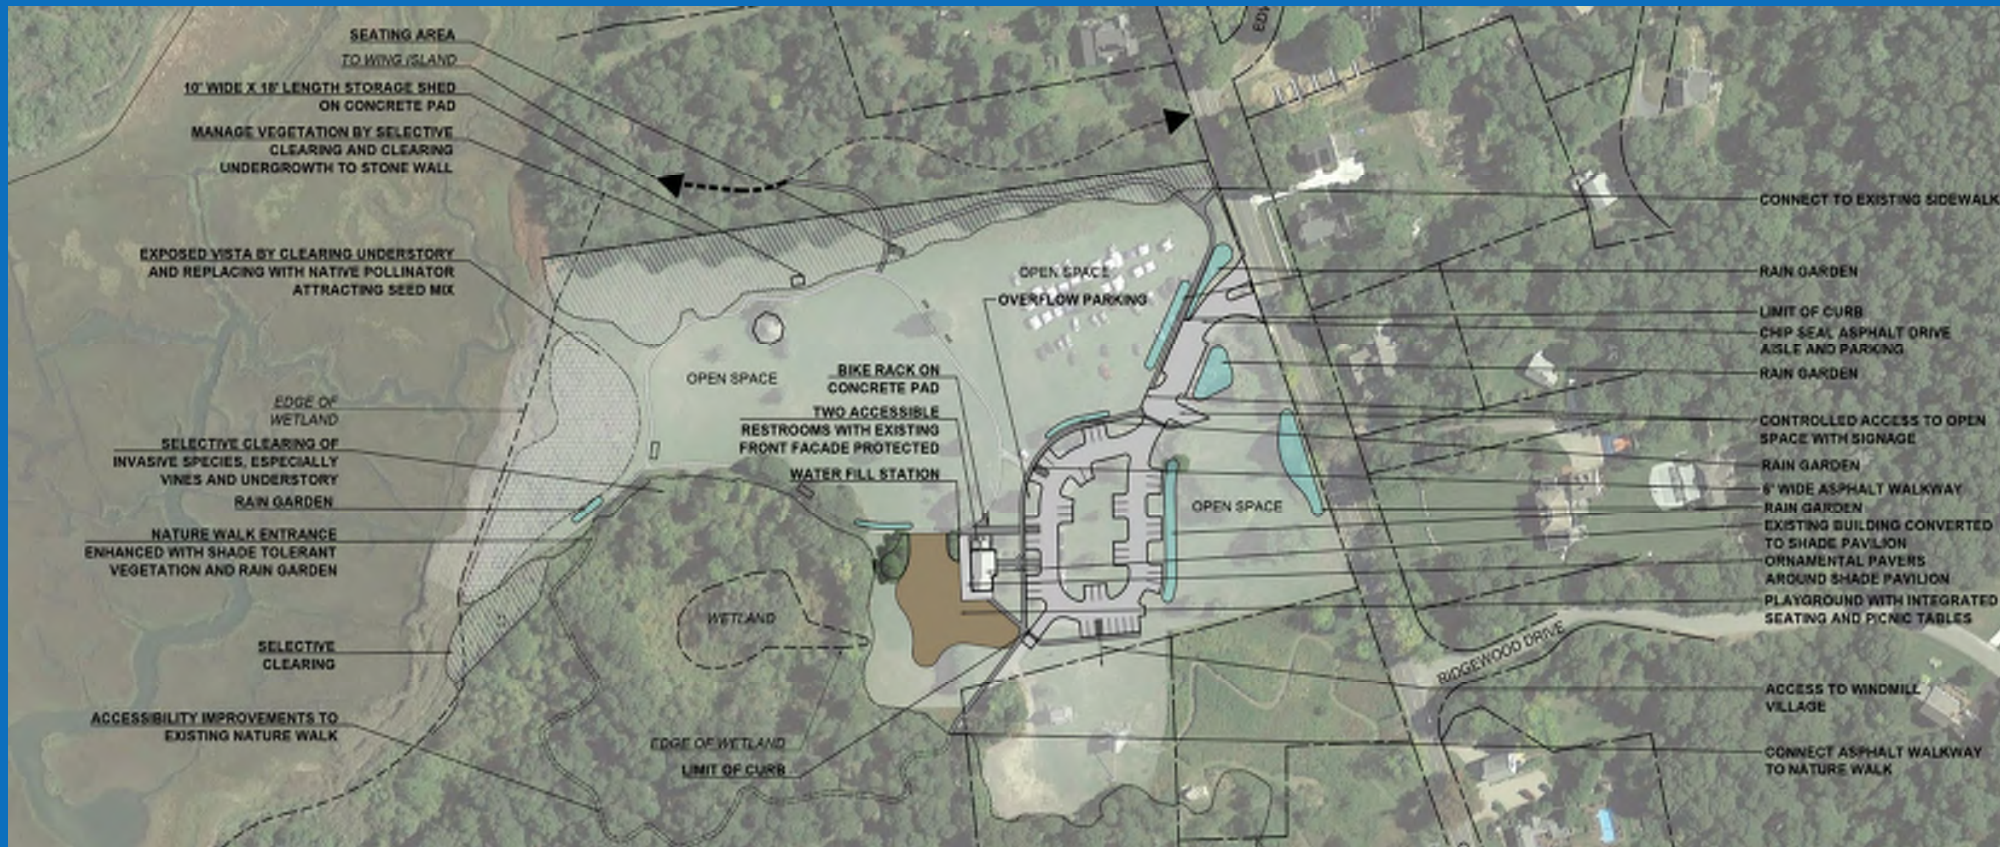 SEATING AREA
TO WING ISLAND
10' WIDE X 18' LENGTH STORAGE SHED
ON CONCRETE PAD
MANAGE VEGETATION BY SELECTIVE
CLEARING AND CLEARING
UNDERGROWTH TO STONE WALL
EXPOSED VISTA BY CLEARING UNDERSTORY
AND REPLACING WITH NATIVE POLLINATOR
ATTRACTING SEED MIX
EDGE OF
WETLAND
SELECTIVE CLEARING OF
INVASIVE SPECIES, ESPECIALLY
VINES AND UNDERSTORY
RAIN GARDEN
NATURE WALK ENTRANCE
ENHANCED WITH SHADE TOLERANT
VEGETATION AND RAIN GARDEN
SELECTIVE
CLEARING
ACCESSIBILITY IMPROVEMENTS TO
EXISTING NATURE WALK
OPEN SPACE
OVERFLOW PARKING
OPEN SPACE
BIKE RACK ON
CONCRETE PAD
TWO ACCESSIBLE
RESTROOMS WITH EXISTING
FRONT FACADE PROTECTED
WATER FILL STATION
OPEN SPACE
WETLAND
EDGE OF WETLAND
LIMIT OF CURB
RIDGEWOOD DRIVE
CONNECT TO EXISTING SIDEWALK
RAIN GARDEN
LIMIT OF CURB
CHIP SEAL ASPHALT DRIVE
AISLE AND PARKING
RAIN GARDEN
CONTROLLED ACCESS TO OPEN
SPACE WITH SIGNAGE
RAIN GARDEN
6' WIDE ASPHALT WALKWAY
RAIN GARDEN
EXISTING BUILDING CONVERTED
TO SHADE PAVILION
ORNAMENTAL PAVERS
AROUND SHADE PAVILION
PLAYGROUND WITH INTEGRATED
SEATING AND PICNIC TABLES
ACCESS TO WINDMILL
VILLAGE
CONNECT ASPHALT WALKWAY
TO NATURE WALK